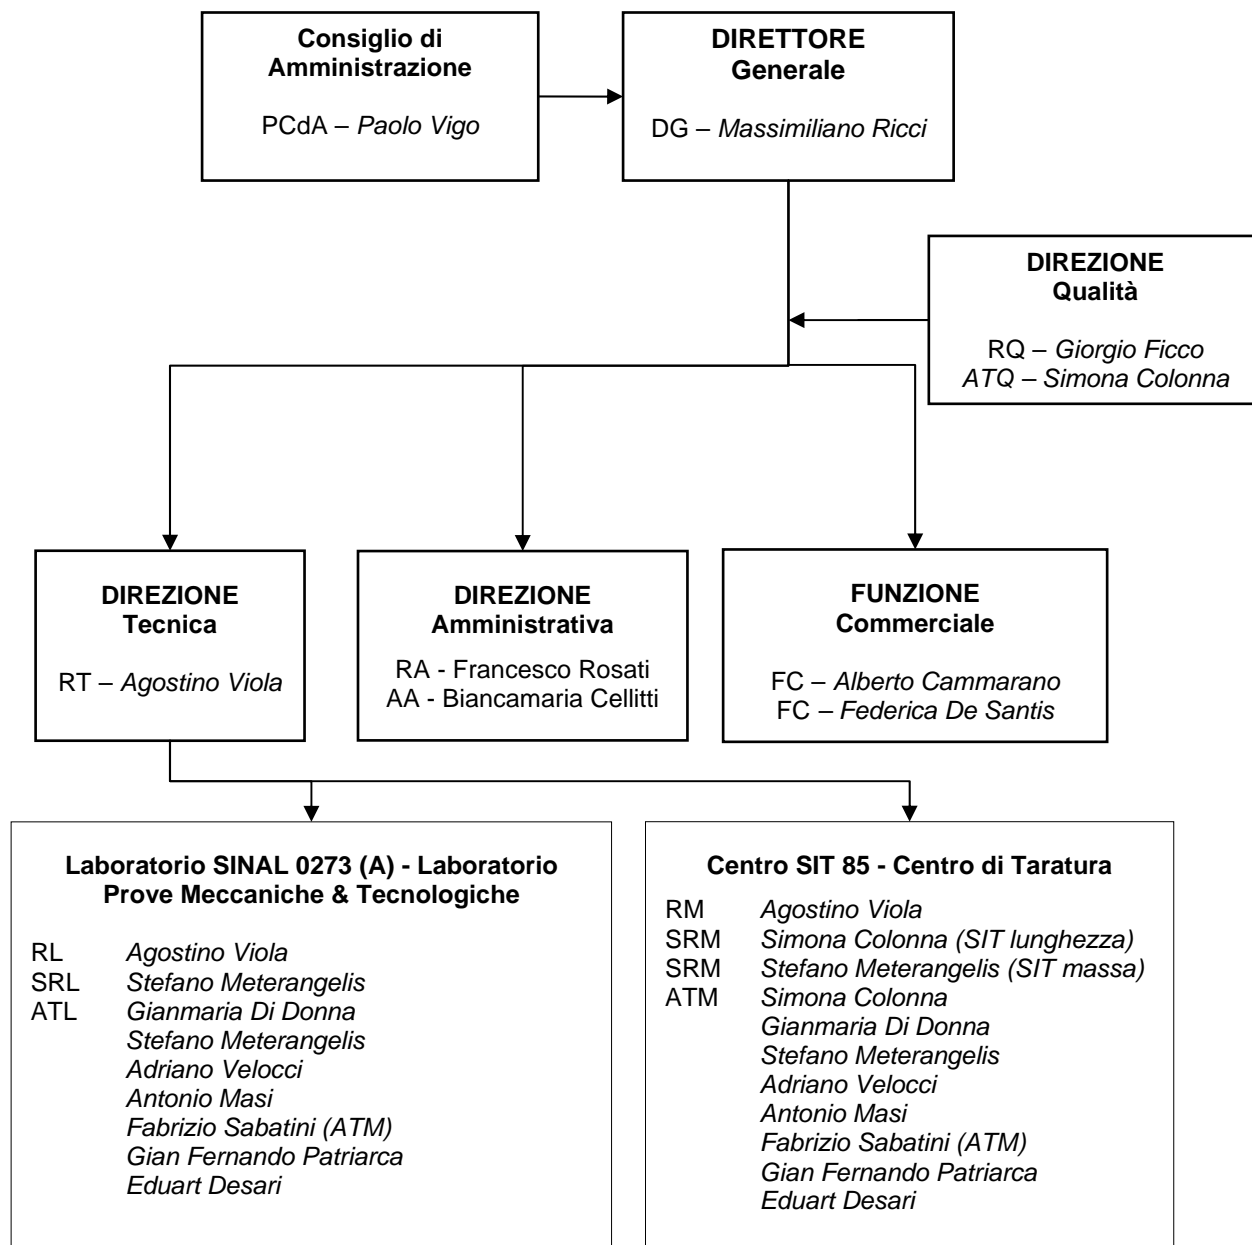 Consiglio di
Amministrazione
PCdA – Paolo Vigo
DIRETTORE
Generale
DG – Massimiliano Ricci
DIREZIONE
Qualità
RQ – Giorgio Ficco
ATQ – Simona Colonna
DIREZIONE
Tecnica
RT – Agostino Viola
DIREZIONE
Amministrativa
RA - Francesco Rosati
AA - Biancamaria Cellitti
FUNZIONE
Commerciale
FC – Alberto Cammarano
FC – Federica De Santis
Laboratorio SINAL 0273 (A) - Laboratorio
Prove Meccaniche & Tecnologiche
RL Agostino Viola
SRL Stefano Meterangelis
ATL Gianmaria Di Donna
Stefano Meterangelis
Adriano Velocci
Antonio Masi
Fabrizio Sabatini (ATM)
Gian Fernando Patriarca
Eduart Desari
Centro SIT 85 - Centro di Taratura
RM Agostino Viola
SRM Simona Colonna (SIT lunghezza)
SRM Stefano Meterangelis (SIT massa)
ATM Simona Colonna
Gianmaria Di Donna
Stefano Meterangelis
Adriano Velocci
Antonio Masi
Fabrizio Sabatini (ATM)
Gian Fernando Patriarca
Eduart Desari